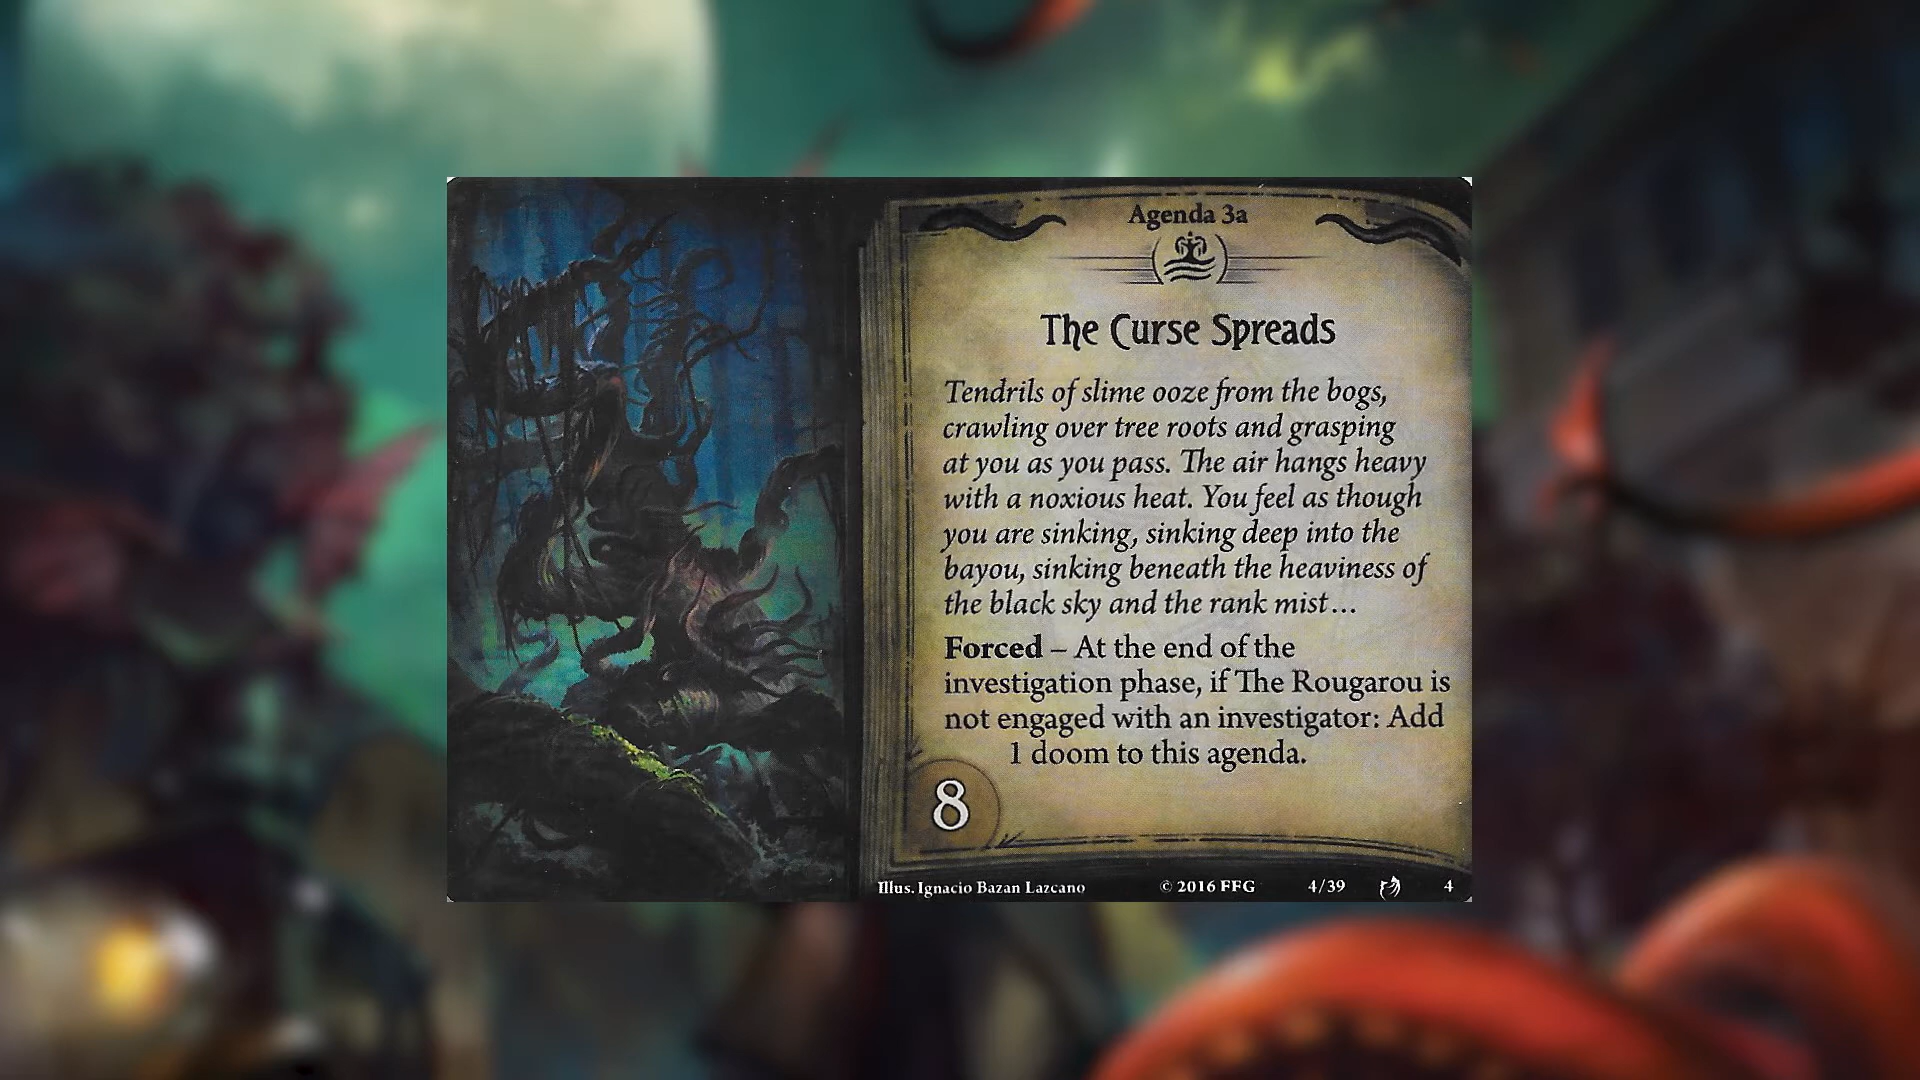 Agenda 3a
The Curse Spreads
Tendrils of slime ooze from the bogs,
crawling over tree roots and grasping
at you as you pass. The air hangs heavy
with a noxious heat. You feel as though
you are sinking, sinking deep into the
bayou, sinking beneath the heaviness of
the black sky and the rank mist…
Forced – At the end of the
investigation phase, if The Rougarou is
not engaged with an investigator: Add
1 doom to this agenda.
8
Illus. Ignacio Bazan Lazcano © 2016 FFG 4/39 4